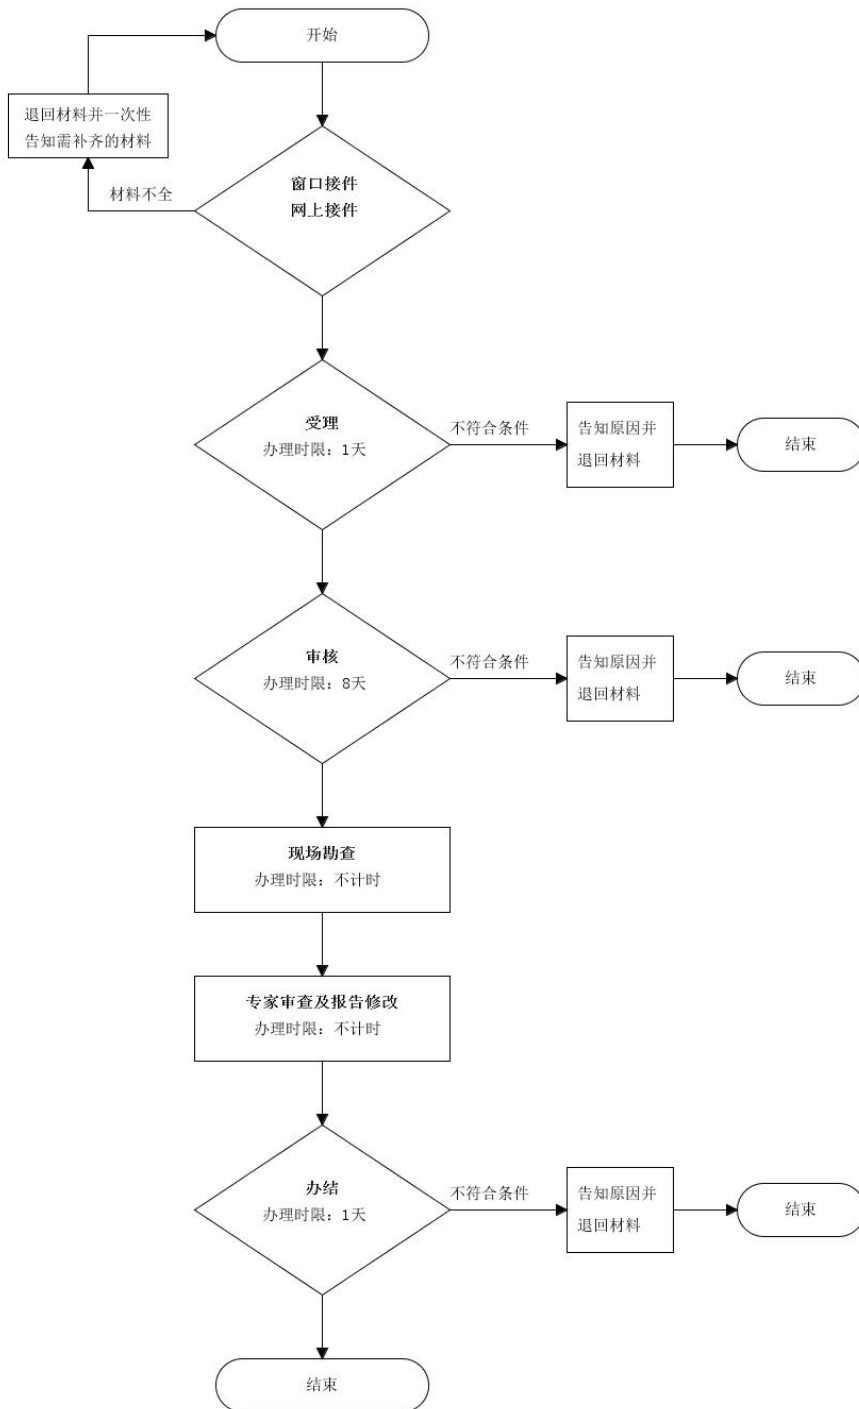 开始
退回材料并一次性
告知需补齐的材料
材料不全
窗口接件
网上接件
受理
办理时限：1天
不符合条件
告知原因并
退回材料
结束
审核
办理时限：8天
不符合条件
告知原因并
退回材料
结束
现场勘查
办理时限：不计时
专家审查及报告修改
办理时限：不计时
办结
办理时限：1天
不符合条件
告知原因并
退回材料
结束
结束